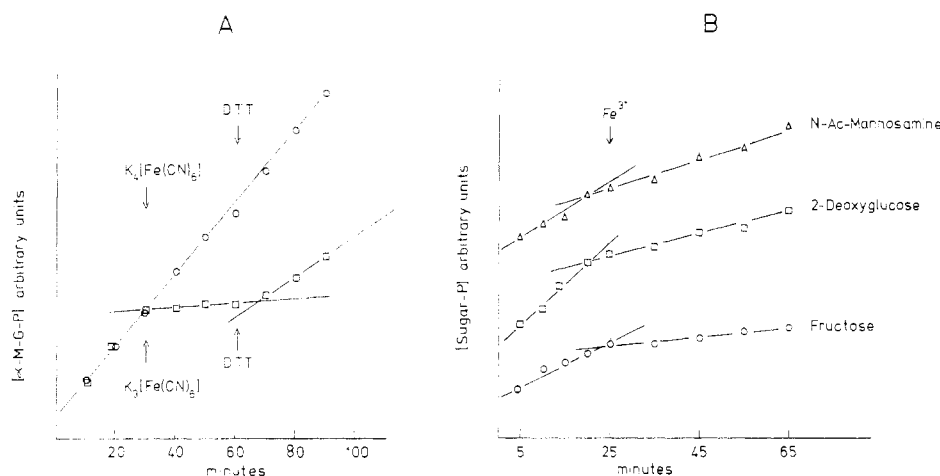 A
[α-M-G-P] arbitrary units
DTT
K₄[Fe(CN)₆]
DTT
K₃[Fe(CN)₆]
20 40 60 80 100
minutes
B
[Sugar-P] arbitrary units
Fe³⁺
N-Ac-Mannosamine
2-Deoxyglucose
Fructose
5 25 45 65
minutes